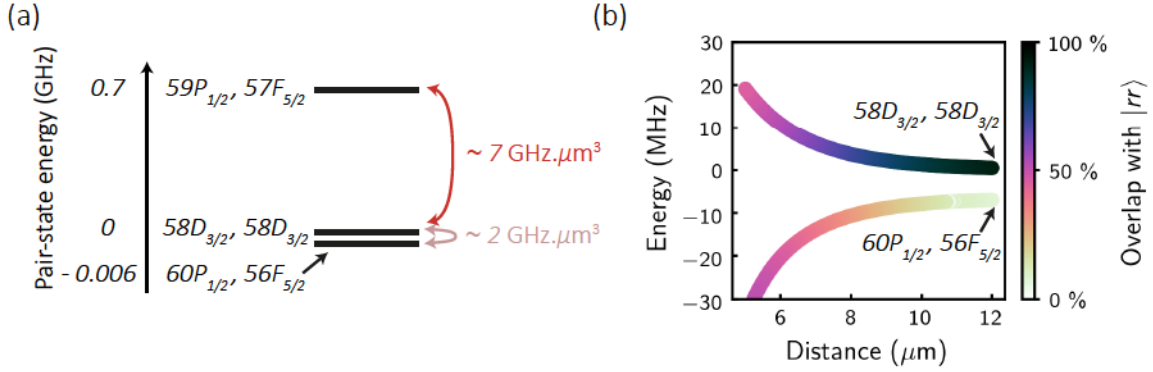 (a)
Pair-state energy (GHz)
0.7
59P1/2, 57F5/2
~ 7 GHz.μm³
0
58D3/2, 58D3/2
~ 2 GHz.μm³
- 0.006
60P1/2, 56F5/2
(b)
Energy (MHz)
30
20
10
0
−10
−20
−30
58D3/2, 58D3/2
60P1/2, 56F5/2
6
8
10
12
Distance (μm)
100 %
50 %
0 %
Overlap with |rr⟩